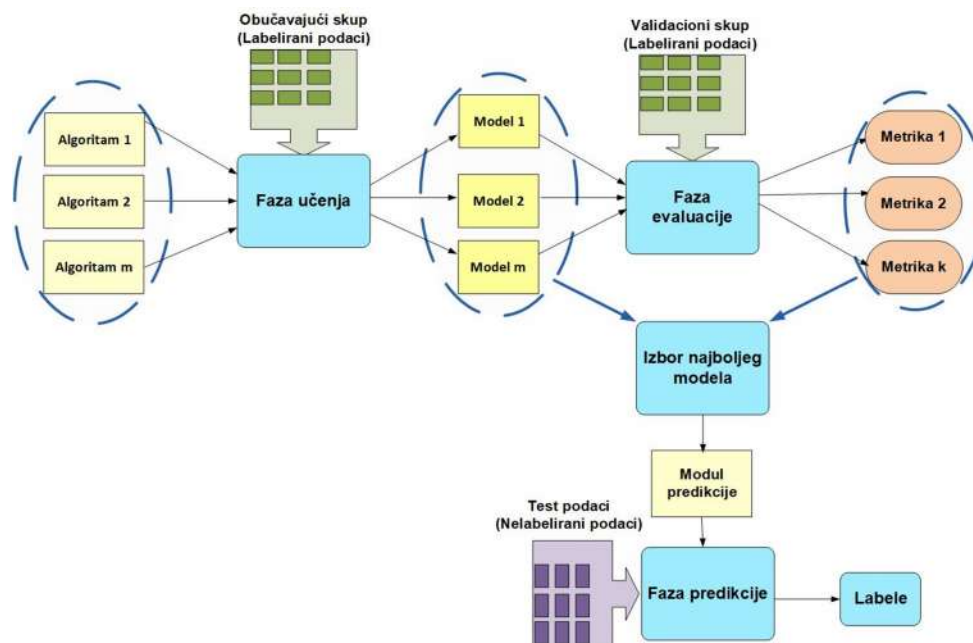 Obučavajući skup
(Labelirani podaci)
Validacioni skup
(Labelirani podaci)
Algoritam 1
Algoritam 2
Algoritam m
Faza učenja
Model 1
Model 2
Model m
Faza
evaluacije
Metrika 1
Metrika 2
Metrika k
Izbor najboljeg
modela
Modul
predikcije
Test podaci
(Nelabelirani podaci)
Faza predikcije
Labele